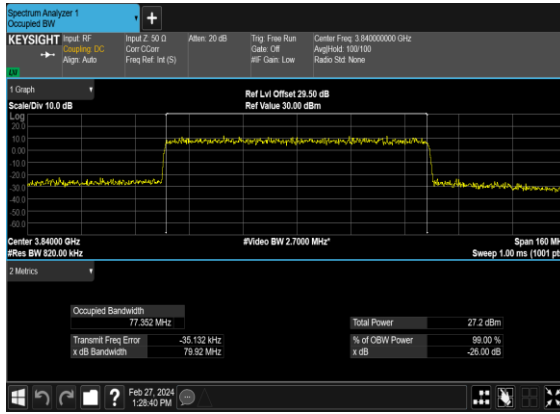 Spectrum Analyzer 1
Occupied BW
KEYSIGHT
Input: RF
Coupling: DC
Align: Auto
Input Z: 50 Ω
Corr CCorr
Freq Ref: Int (S)
Atten: 20 dB
Trig: Free Run
Gate: Off
#IF Gain: Low
Center Freq: 3.840000000 GHz
Avg|Hold: 100/100
Radio Std: None
1 Graph
Scale/Div 10.0 dB
Ref Lvl Offset 29.50 dB
Ref Value 30.00 dBm
Log
20.0
10.0
0.00
-10.0
-20.0
-30.0
-40.0
-50.0
-60.0
Center 3.84000 GHz
#Video BW 2.7000 MHz*
Span 160 MH
#Res BW 820.00 kHz
Sweep 1.00 ms (1001 pt
2 Metrics
Occupied Bandwidth
77.352 MHz
Total Power 27.2 dBm
Transmit Freq Error -35.132 kHz
% of OBW Power 99.00 %
x dB Bandwidth 79.92 MHz
x dB -26.00 dB
?
Feb 27, 2024
1:28:40 PM